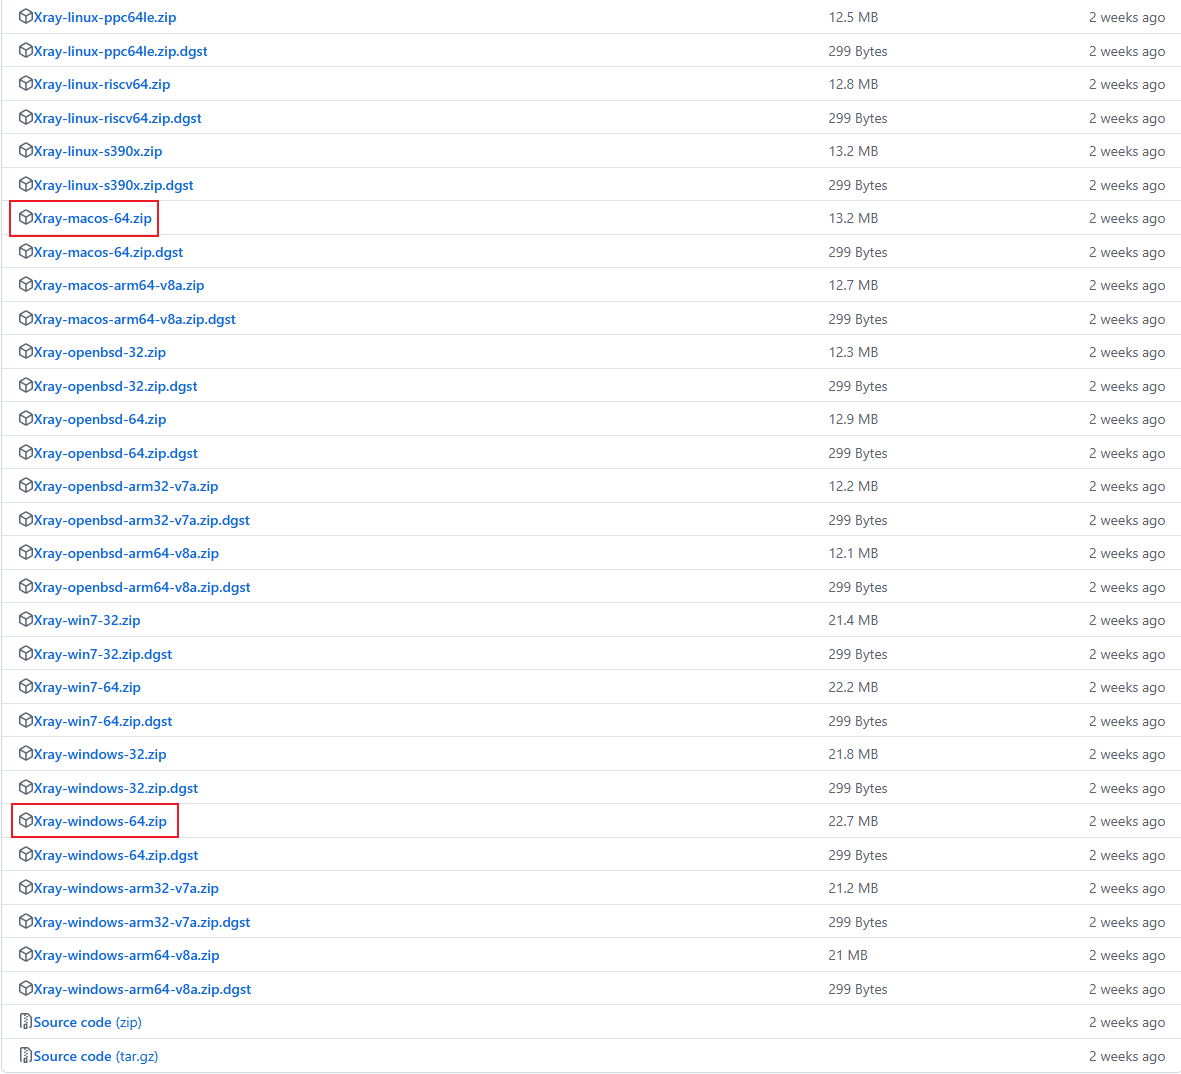 Xray-linux-ppc64le.zip 12.5 MB 2 weeks ago
Xray-linux-ppc64le.zip.dgst 299 Bytes 2 weeks ago
Xray-linux-riscv64.zip 12.8 MB 2 weeks ago
Xray-linux-riscv64.zip.dgst 299 Bytes 2 weeks ago
Xray-linux-s390x.zip 13.2 MB 2 weeks ago
Xray-linux-s390x.zip.dgst 299 Bytes 2 weeks ago
Xray-macos-64.zip 13.2 MB 2 weeks ago
Xray-macos-64.zip.dgst 299 Bytes 2 weeks ago
Xray-macos-arm64-v8a.zip 12.7 MB 2 weeks ago
Xray-macos-arm64-v8a.zip.dgst 299 Bytes 2 weeks ago
Xray-openbsd-32.zip 12.3 MB 2 weeks ago
Xray-openbsd-32.zip.dgst 299 Bytes 2 weeks ago
Xray-openbsd-64.zip 12.9 MB 2 weeks ago
Xray-openbsd-64.zip.dgst 299 Bytes 2 weeks ago
Xray-openbsd-arm32-v7a.zip 12.2 MB 2 weeks ago
Xray-openbsd-arm32-v7a.zip.dgst 299 Bytes 2 weeks ago
Xray-openbsd-arm64-v8a.zip 12.1 MB 2 weeks ago
Xray-openbsd-arm64-v8a.zip.dgst 299 Bytes 2 weeks ago
Xray-win7-32.zip 21.4 MB 2 weeks ago
Xray-win7-32.zip.dgst 299 Bytes 2 weeks ago
Xray-win7-64.zip 22.2 MB 2 weeks ago
Xray-win7-64.zip.dgst 299 Bytes 2 weeks ago
Xray-windows-32.zip 21.8 MB 2 weeks ago
Xray-windows-32.zip.dgst 299 Bytes 2 weeks ago
Xray-windows-64.zip 22.7 MB 2 weeks ago
Xray-windows-64.zip.dgst 299 Bytes 2 weeks ago
Xray-windows-arm32-v7a.zip 21.2 MB 2 weeks ago
Xray-windows-arm32-v7a.zip.dgst 299 Bytes 2 weeks ago
Xray-windows-arm64-v8a.zip 21 MB 2 weeks ago
Xray-windows-arm64-v8a.zip.dgst 299 Bytes 2 weeks ago
Source code (zip) 2 weeks ago
Source code (tar.gz) 2 weeks ago